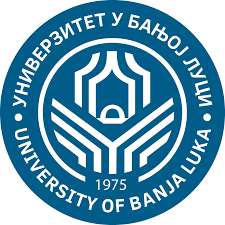 УНИВЕРЗИТЕТ У БАЊОЈ ЛУЦИ
1975
UNIVERSITY OF BANJA LUKA